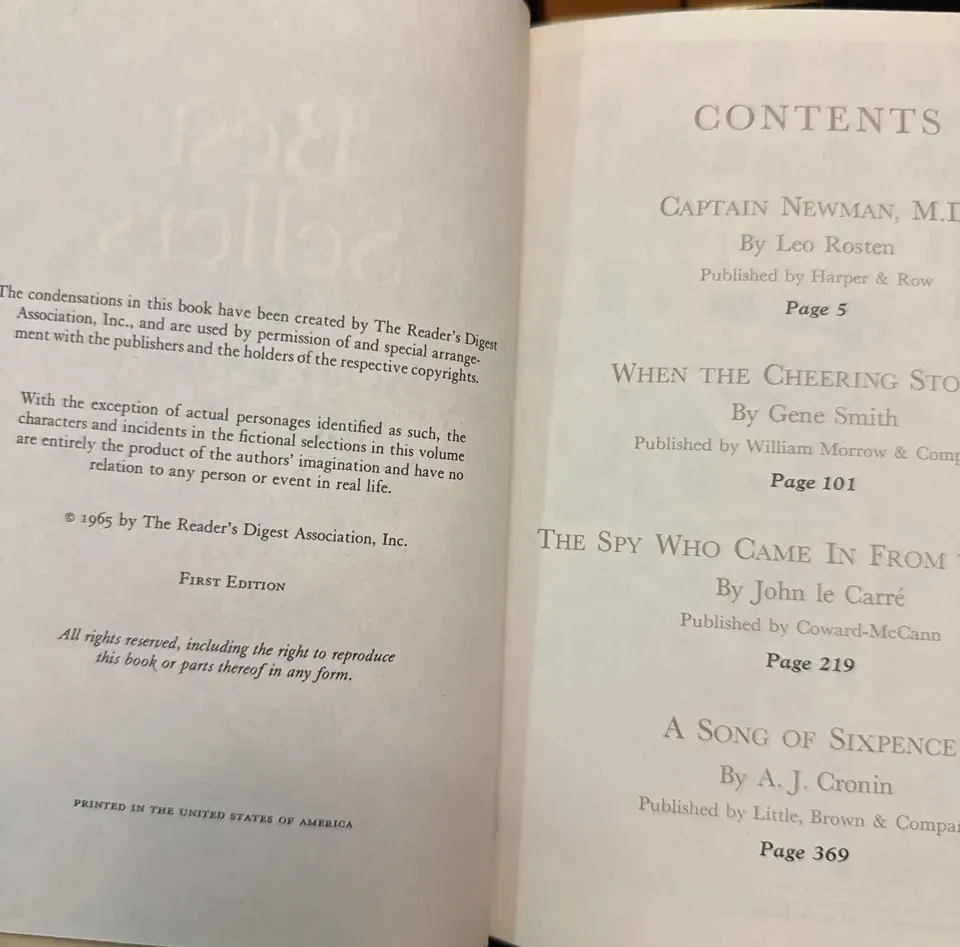 The condensations in this book have been created by The Reader's Digest
Association, Inc., and are used by permission of and special arrange-
ment with the publishers and the holders of the respective copyrights.
With the exception of actual personages identified as such, the
characters and incidents in the fictional selections in this volume
are entirely the product of the authors' imagination and have no
relation to any person or event in real life.
© 1965 by The Reader's Digest Association, Inc.
First Edition
All rights reserved, including the right to reproduce
this book or parts thereof in any form.
PRINTED IN THE UNITED STATES OF AMERICA
CONTENTS
Captain Newman, M.D
By Leo Rosten
Published by Harper & Row
Page 5
When the Cheering Sto
By Gene Smith
Published by William Morrow & Comp
Page 101
The Spy Who Came In From
By John le Carré
Published by Coward-McCann
Page 219
A Song of Sixpence
By A. J. Cronin
Published by Little, Brown & Compa
Page 369
Best
Sellers